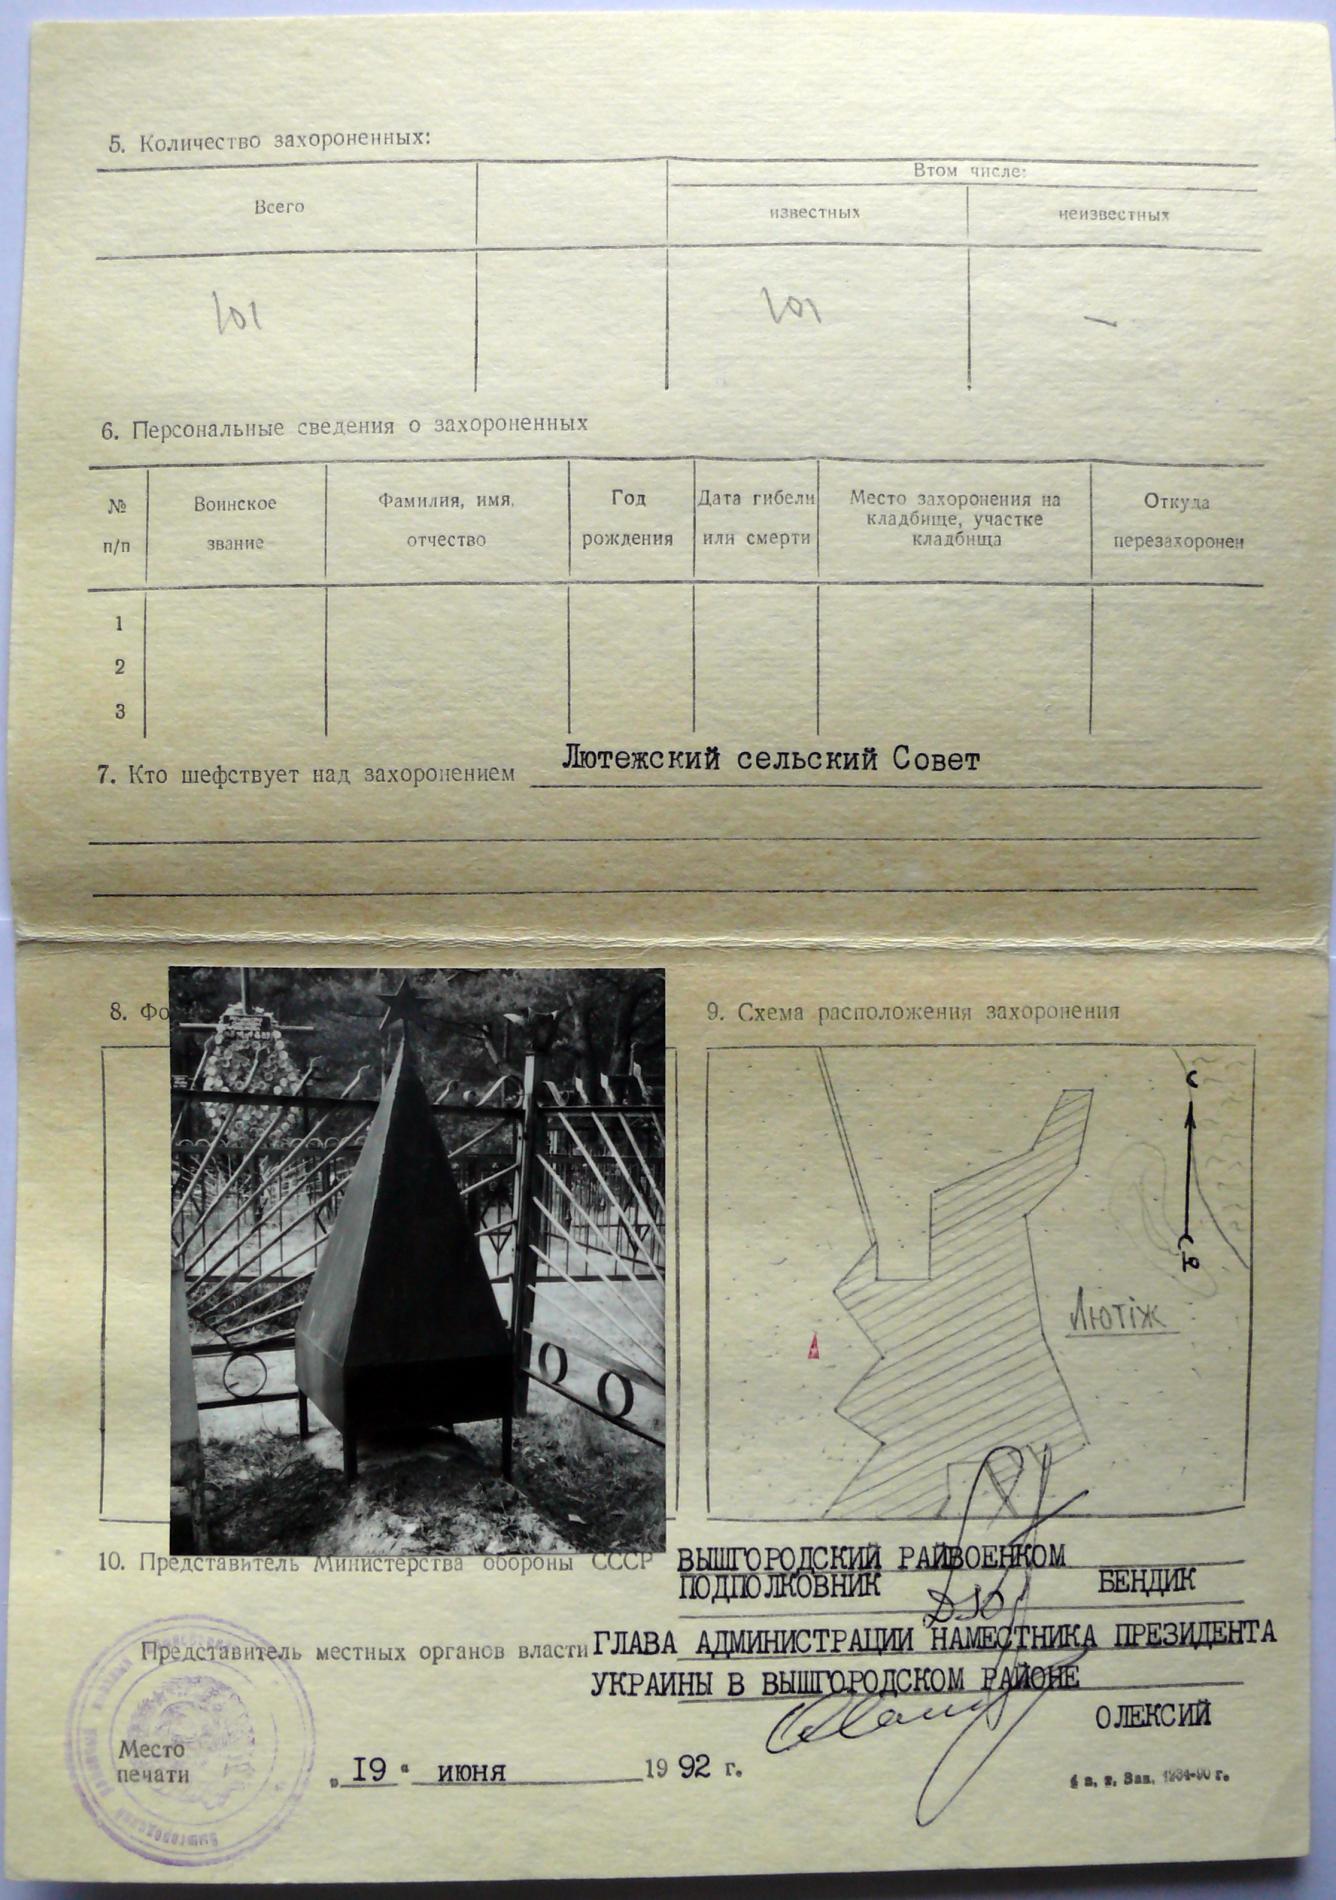 5. Количество захороненных:
Всего
Втом числе:
известных
неизвестных
101
101
—
6. Персональные сведения о захороненных
№ п/п
Воинское звание
Фамилия, имя, отчество
Год рождения
Дата гибели или смерти
Место захоронения на кладбище, участке кладбища
Откуда перезахоронен
1
2
3
7. Кто шефствует над захоронением Лютежский сельский Совет
8. Фо
9. Схема расположения захоронения
С
Лютіж
10. Представитель Министерства обороны СССР ВЫШГОРОДСКИЙ РАЙВОЕНКОМ
ПОДПОЛКОВНИК БЕНДИК
Представитель местных органов власти ГЛАВА АДМИНИСТРАЦИИ НАМЕСТНИКА ПРЕЗИДЕНТА
УКРАИНЫ В ВЫШГОРОДСКОМ РАЙОНЕ
ОЛЕКСИЙ
Место
печати
„19“ июня 1992 г.
4 в. т. Зак. 1234-90 г.